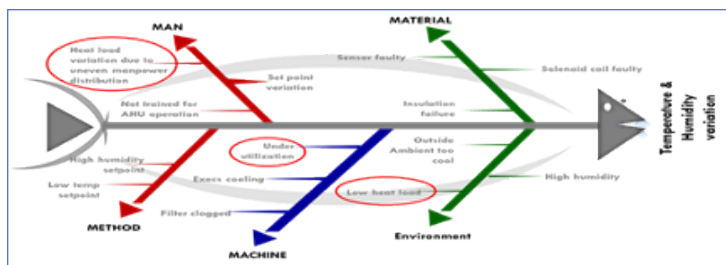 MAN
MATERIAL
Heat load
variation due to
uneven manpower
distribution
Set point
variation
Not trained for
AHU operation
Sensor faulty
Solenoid coil faulty
Insulation
failure
Temperature &
Humidity
variation
High humidity
setpoint
Low temp
setpoint
METHOD
Under
utilization
Execs cooling
Filter clogged
MACHINE
Outside
Ambient too
cool
Low heat load
High humidity
Environment